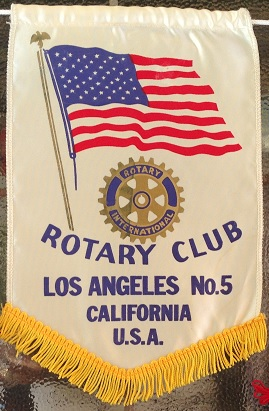 ROTARY
INTERNATIONAL
ROTARY CLUB
LOS ANGELES No.5
CALIFORNIA
U.S.A.